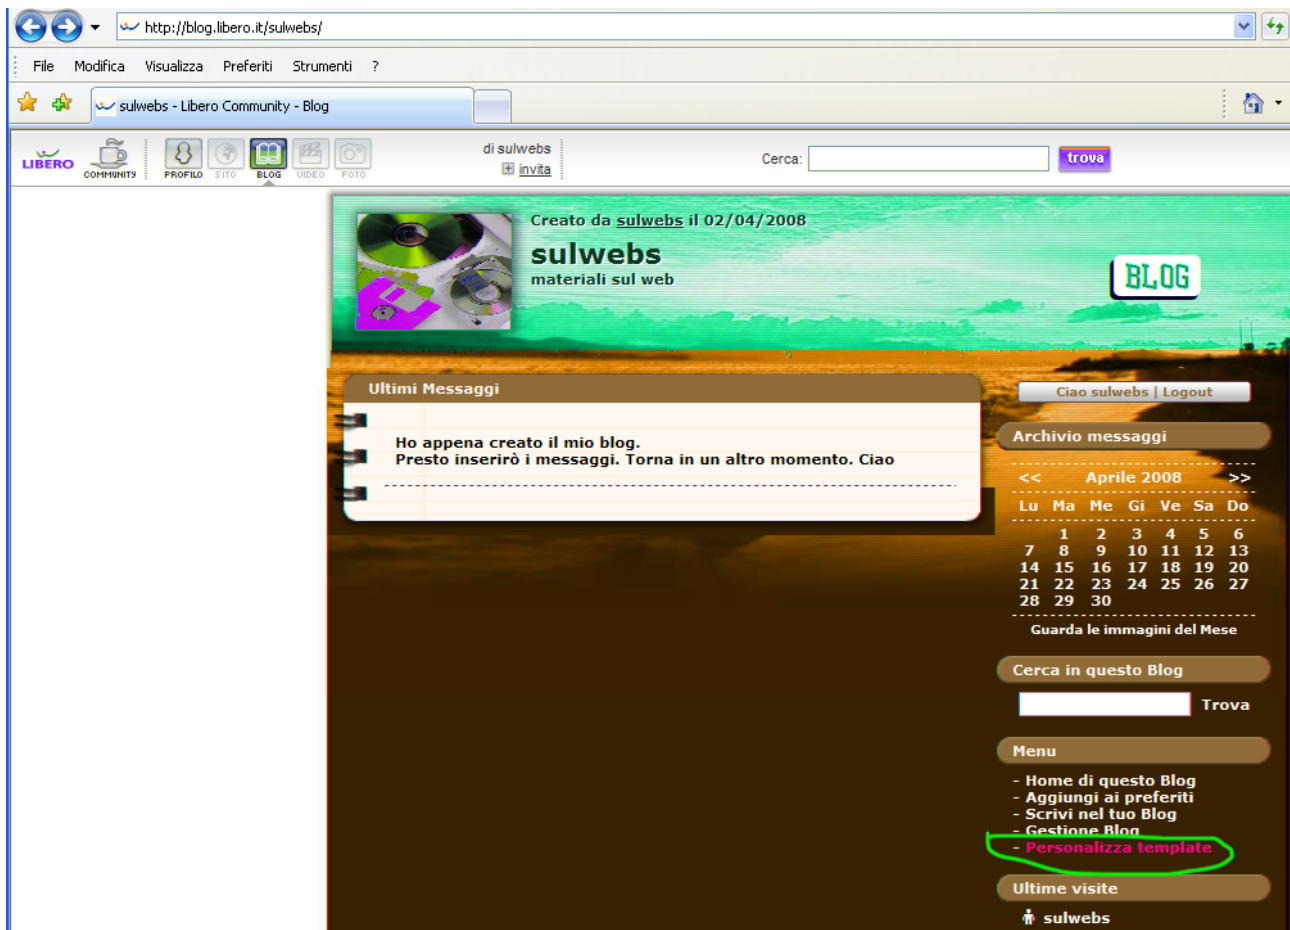 http://blog.libero.it/sulwebs/
File Modifica Visualizza Preferiti Strumenti ?
sulwebs - Libero Community - Blog
LIBERO COMMUNITY PROFILO SITO BLOG VIDEO FOTO
di sulwebs
invita
Cerca: trova
Creato da sulwebs il 02/04/2008
sulwebs
materiali sul web
BLOG
Ultimi Messaggi
Ho appena creato il mio blog.
Presto inserirò i messaggi. Torna in un altro momento. Ciao
Ciao sulwebs | Logout
Archivio messaggi
<< Aprile 2008 >>
Lu Ma Me Gi Ve Sa Do
1 2 3 4 5 6
7 8 9 10 11 12 13
14 15 16 17 18 19 20
21 22 23 24 25 26 27
28 29 30
Guarda le immagini del Mese
Cerca in questo Blog
Trova
Menu
- Home di questo Blog
- Aggiungi ai preferiti
- Scrivi nel tuo Blog
- Gestione Blog
- Personalizza template
Ultime visite
sulwebs